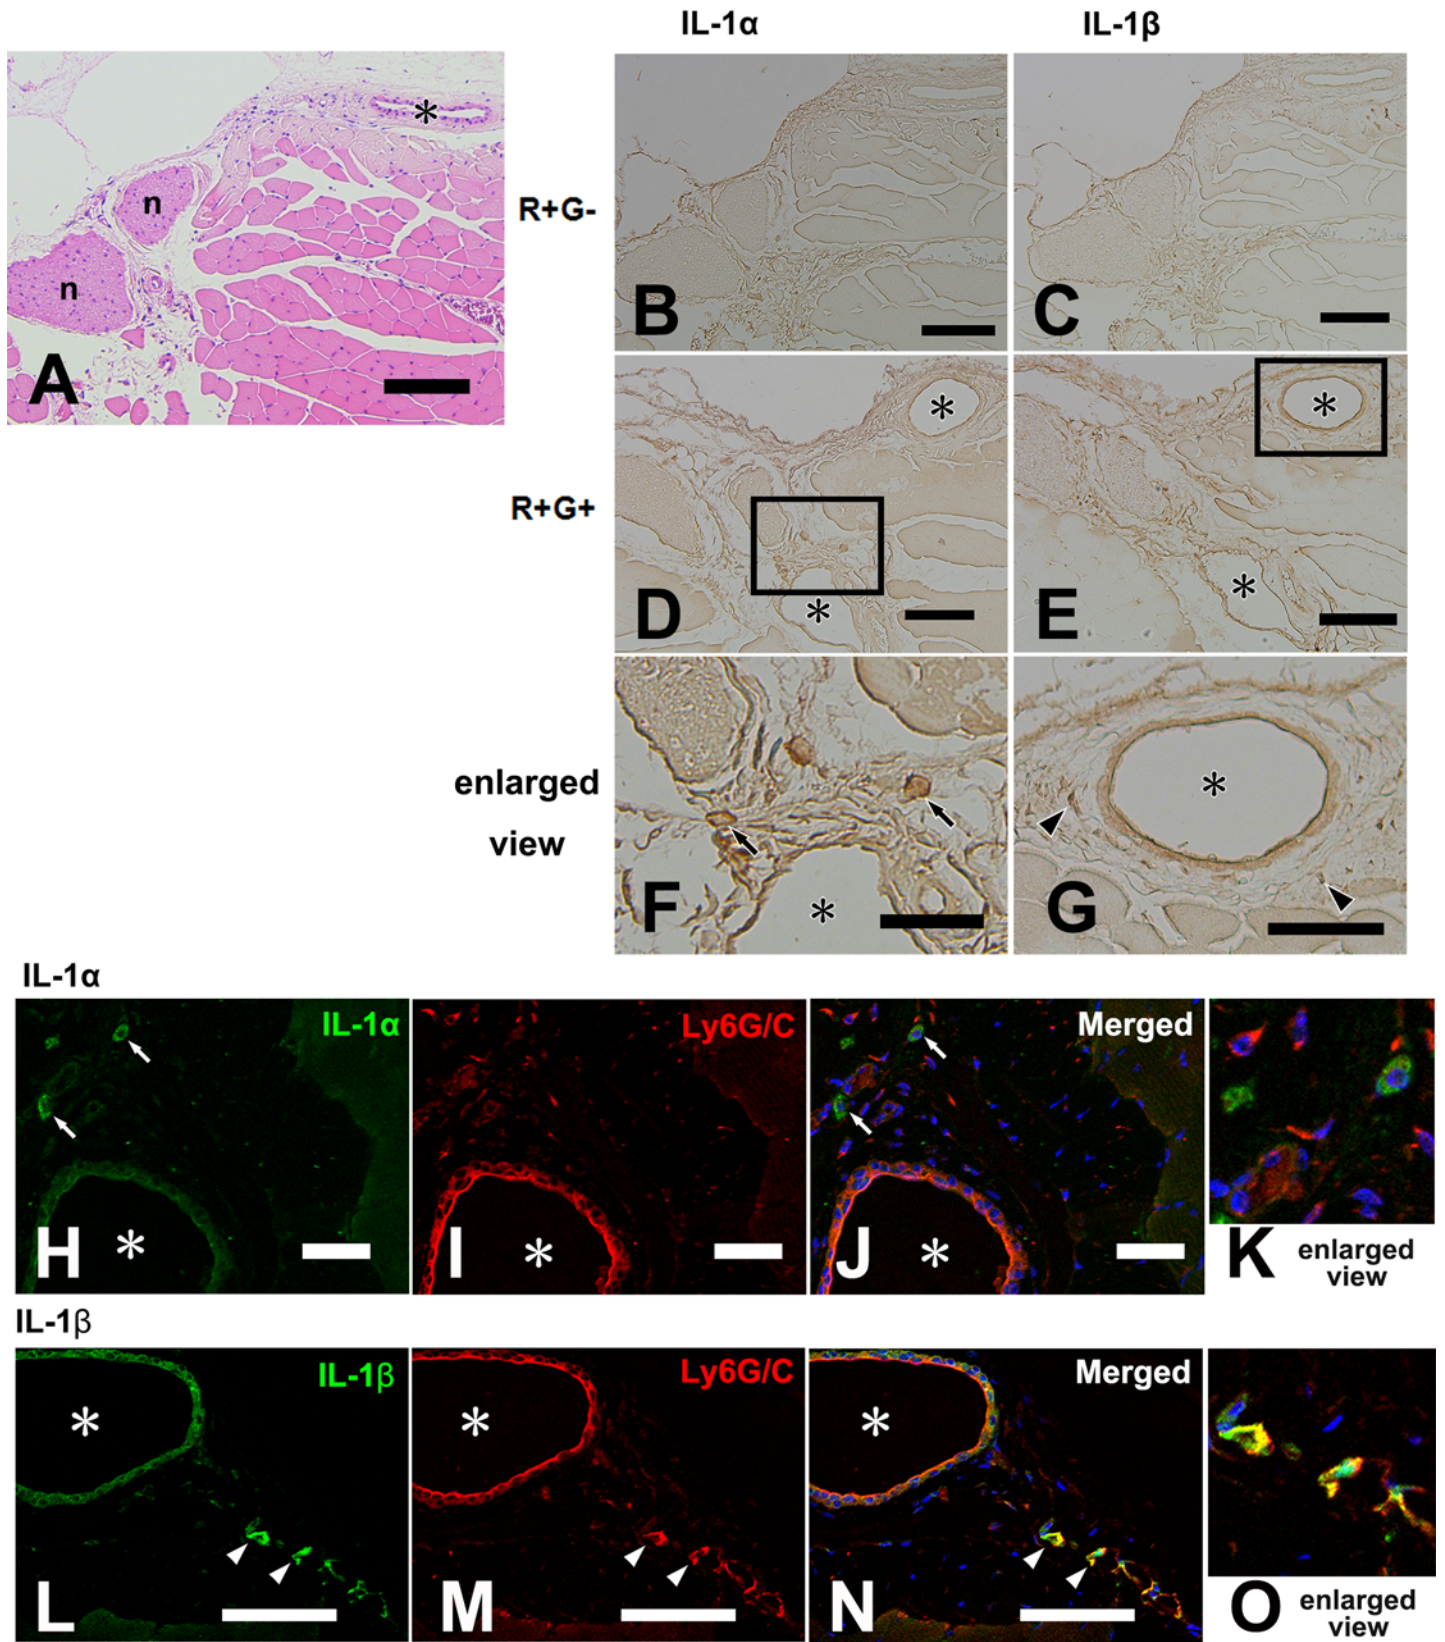 IL-1α
IL-1β
*
n
n
A
R+G-
B
C
R+G+
*
*
D
*
*
E
enlarged
view
*
F
*
G
IL-1α
IL-1α
Ly6G/C
Merged
H
*
I
*
J
*
K
enlarged
view
IL-1β
IL-1β
Ly6G/C
Merged
*
*
*
L
M
N
O
enlarged
view